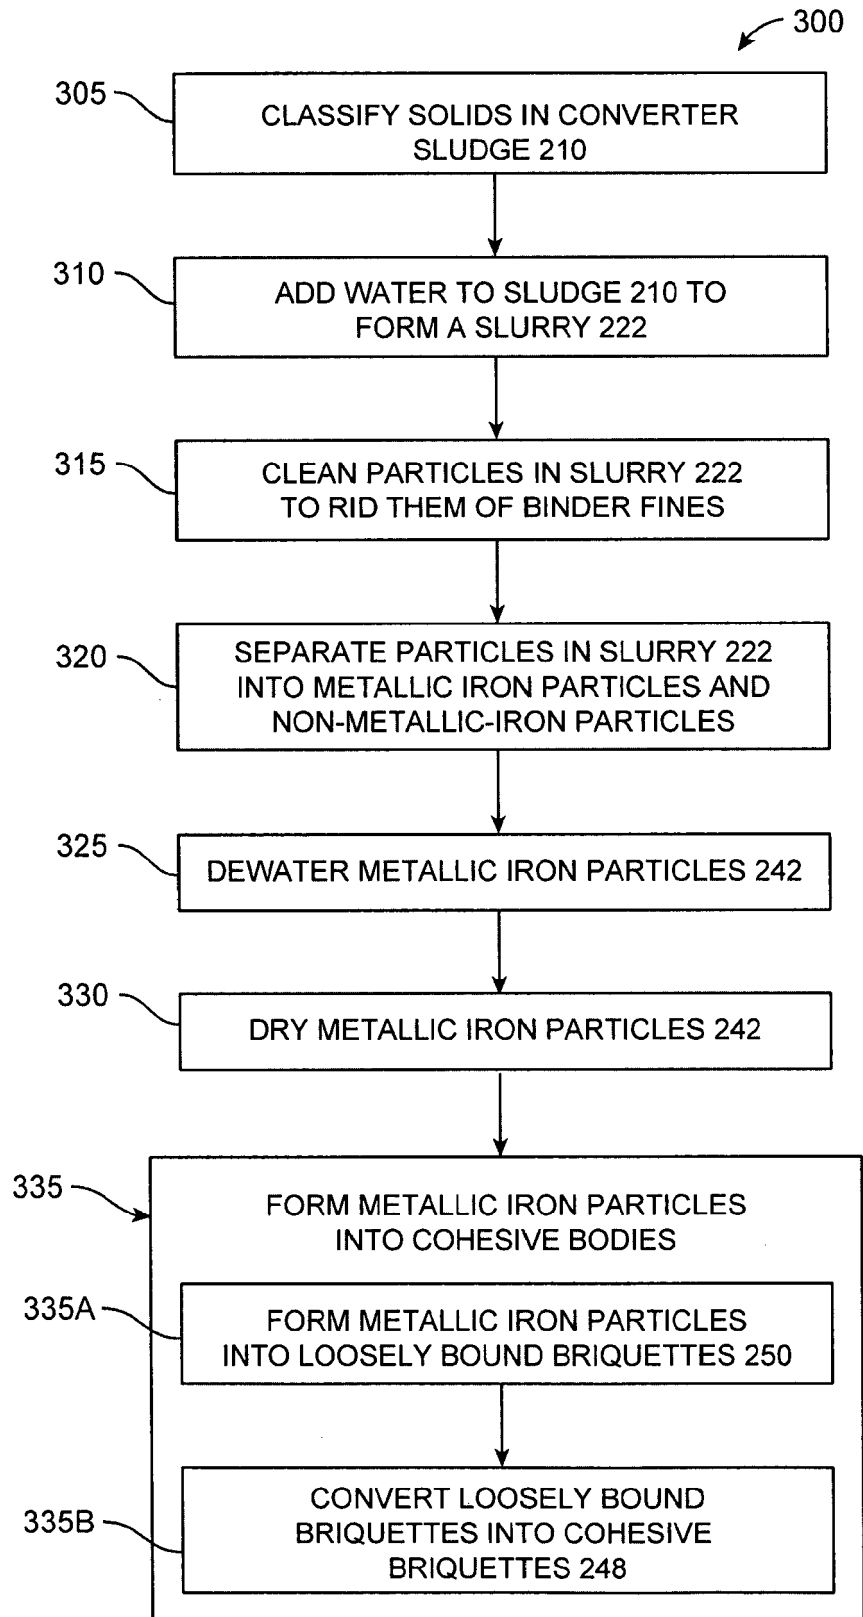 300
305
CLASSIFY SOLIDS IN CONVERTER
SLUDGE 210
310
ADD WATER TO SLUDGE 210 TO
FORM A SLURRY 222
315
CLEAN PARTICLES IN SLURRY 222
TO RID THEM OF BINDER FINES
320
SEPARATE PARTICLES IN SLURRY 222
INTO METALLIC IRON PARTICLES AND
NON-METALLIC-IRON PARTICLES
325
DEWATER METALLIC IRON PARTICLES 242
330
DRY METALLIC IRON PARTICLES 242
335
FORM METALLIC IRON PARTICLES
INTO COHESIVE BODIES
335A
FORM METALLIC IRON PARTICLES
INTO LOOSELY BOUND BRIQUETTES 250
335B
CONVERT LOOSELY BOUND
BRIQUETTES INTO COHESIVE
BRIQUETTES 248